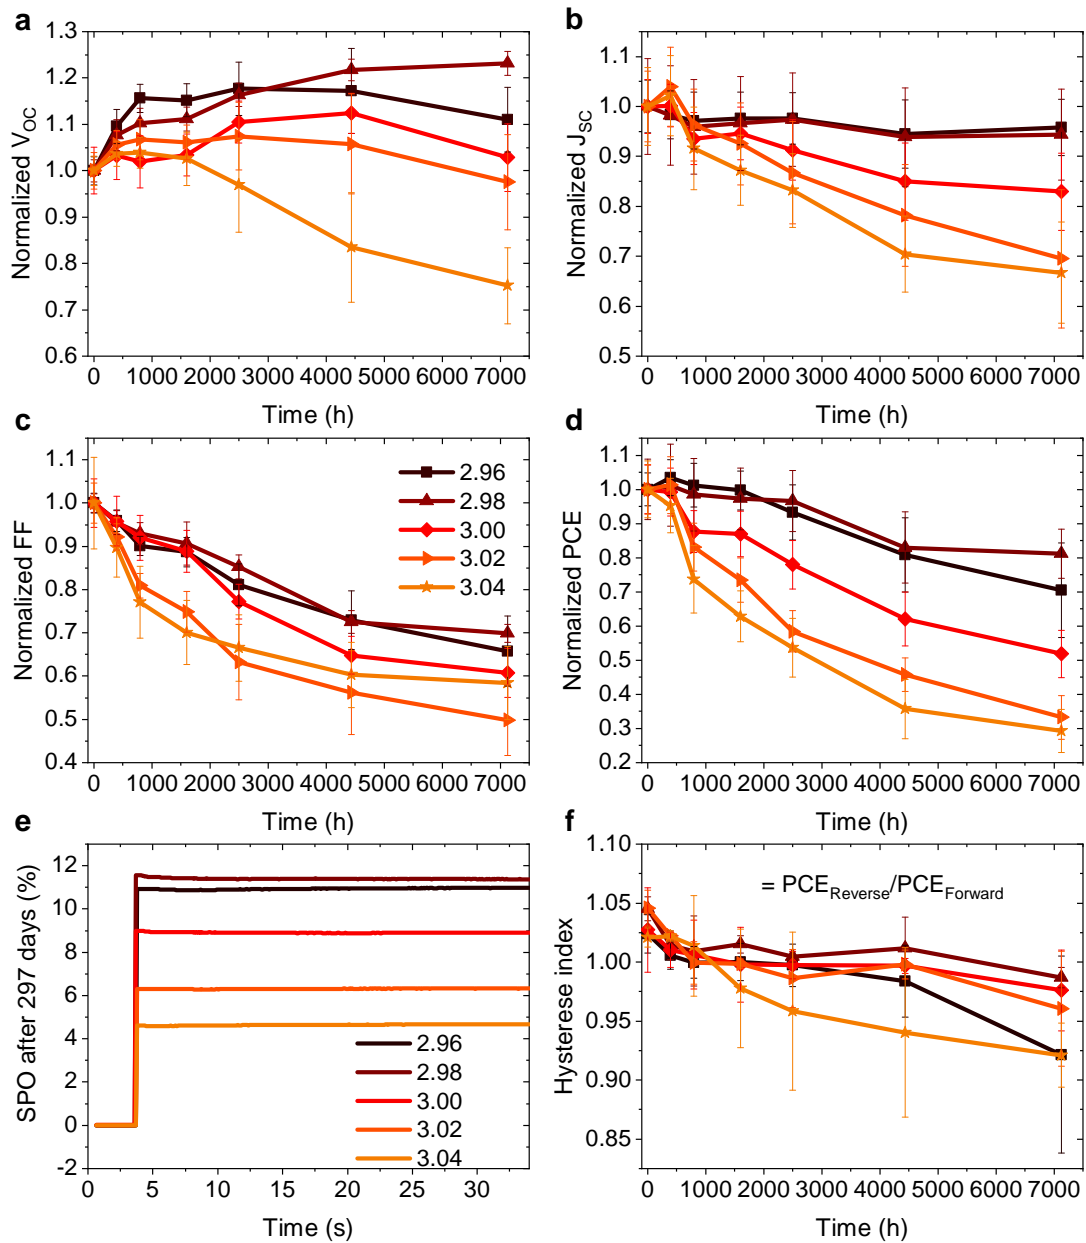 a
Normalized VOC
1.3
1.2
1.1
1.0
0.9
0.8
0.7
0.6
0 1000 2000 3000 4000 5000 6000 7000
Time (h)
b
Normalized JSC
1.1
1.0
0.9
0.8
0.7
0.6
0.5
0 1000 2000 3000 4000 5000 6000 7000
Time (h)
c
Normalized FF
1.1
1.0
0.9
0.8
0.7
0.6
0.5
0.4
2.96
2.98
3.00
3.02
3.04
0 1000 2000 3000 4000 5000 6000 7000
Time (h)
d
Normalized PCE
1.1
1.0
0.9
0.8
0.7
0.6
0.5
0.4
0.3
0.2
0 1000 2000 3000 4000 5000 6000 7000
Time (h)
e
SPO after 297 days (%)
12
10
8
6
4
2
0
-2
2.96
2.98
3.00
3.02
3.04
0 5 10 15 20 25 30
Time (s)
f
Hysterese index
1.10
1.05
1.00
0.95
0.90
0.85
= PCEReverse/PCEForward
0 1000 2000 3000 4000 5000 6000 7000
Time (h)